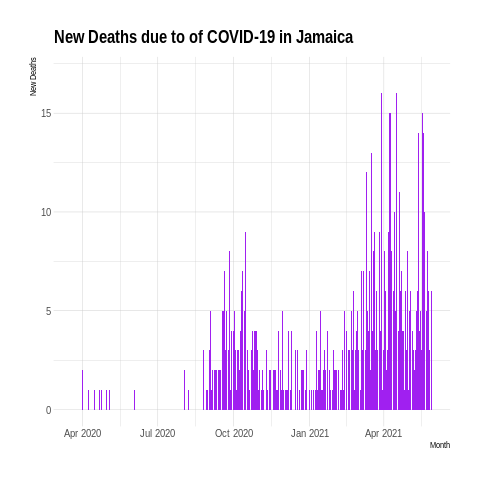 New Deaths due to of COVID-19 in Jamaica
New Deaths
15
10
5
0
Apr 2020 Jul 2020 Oct 2020 Jan 2021 Apr 2021
Month